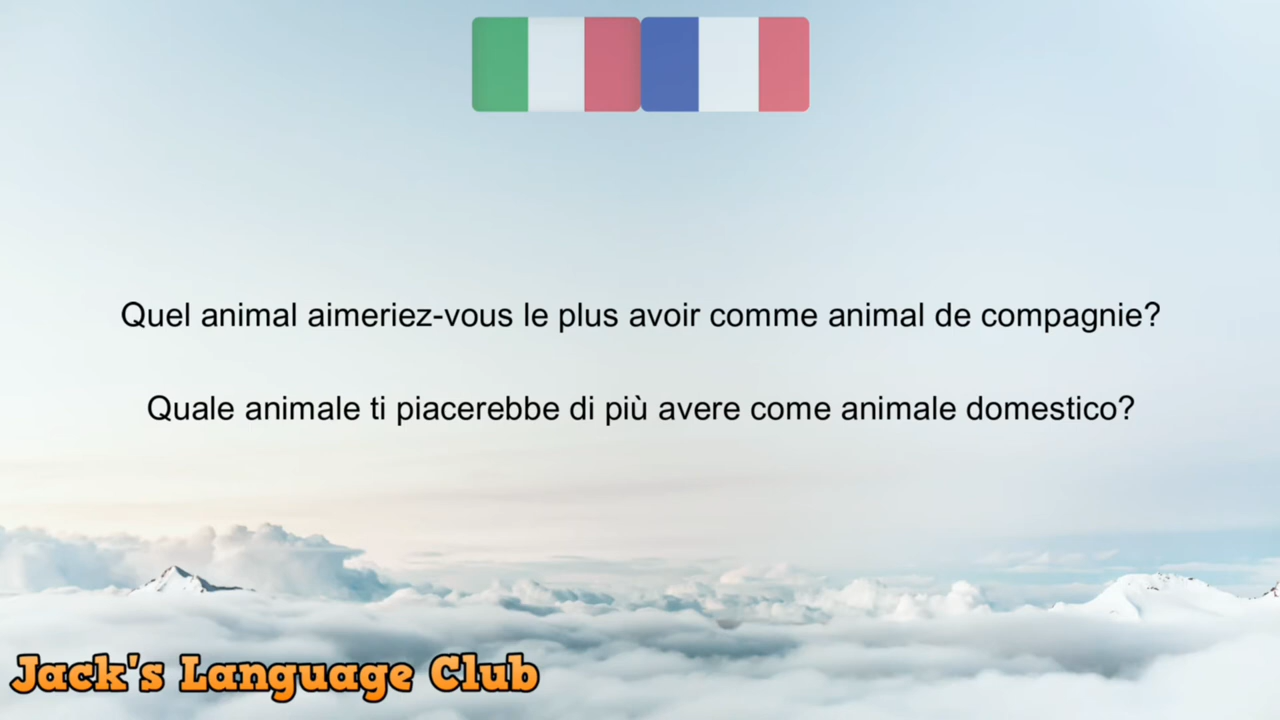 Quel animal aimeriez-vous le plus avoir comme animal de compagnie?
Quale animale ti piacerebbe di più avere come animale domestico?
Jack's Language Club